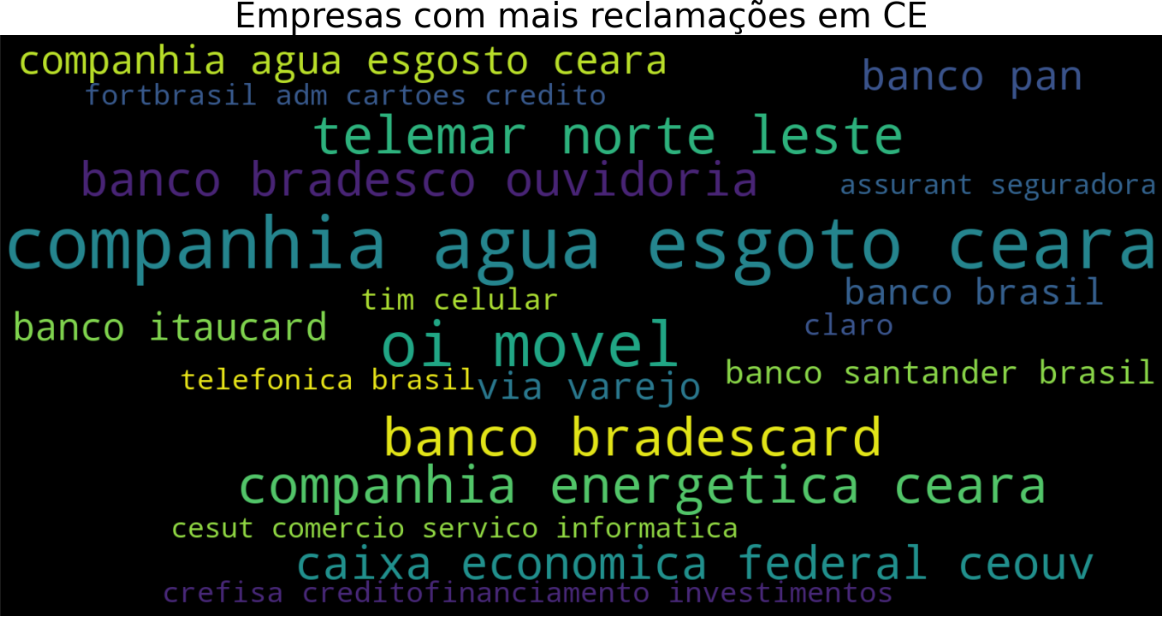 Empresas com mais reclamações em CE
companhia agua esgosto ceara
banco pan
fortbrasil adm cartoes credito
telemar norte leste
banco bradesco ouvidoria
assurant seguradora
companhia agua esgoto ceara
tim celular
banco brasil
banco itaucard
oi movel
claro
telefonica brasil
via varejo
banco santander brasil
banco bradescard
companhia energetica ceara
cesut comercio servico informatica
caixa economica federal ceouv
crefisa creditofinanciamento investimentos